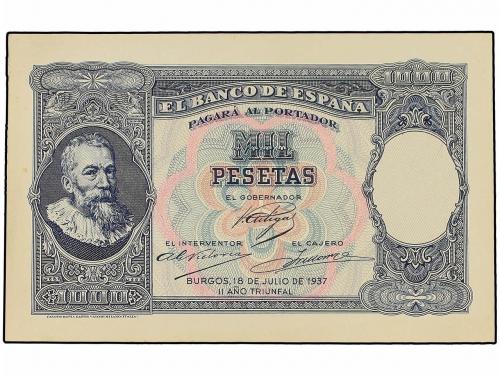 1000
EL BANCO DE ESPAÑA
PAGARÁ AL PORTADOR
MIL
PESETAS
EL GOBERNADOR
EL INTERVENTOR EL CAJERO
BURGOS, 18 DE JULIO DE 1937
II AÑO TRIUNFAL
1000 1000